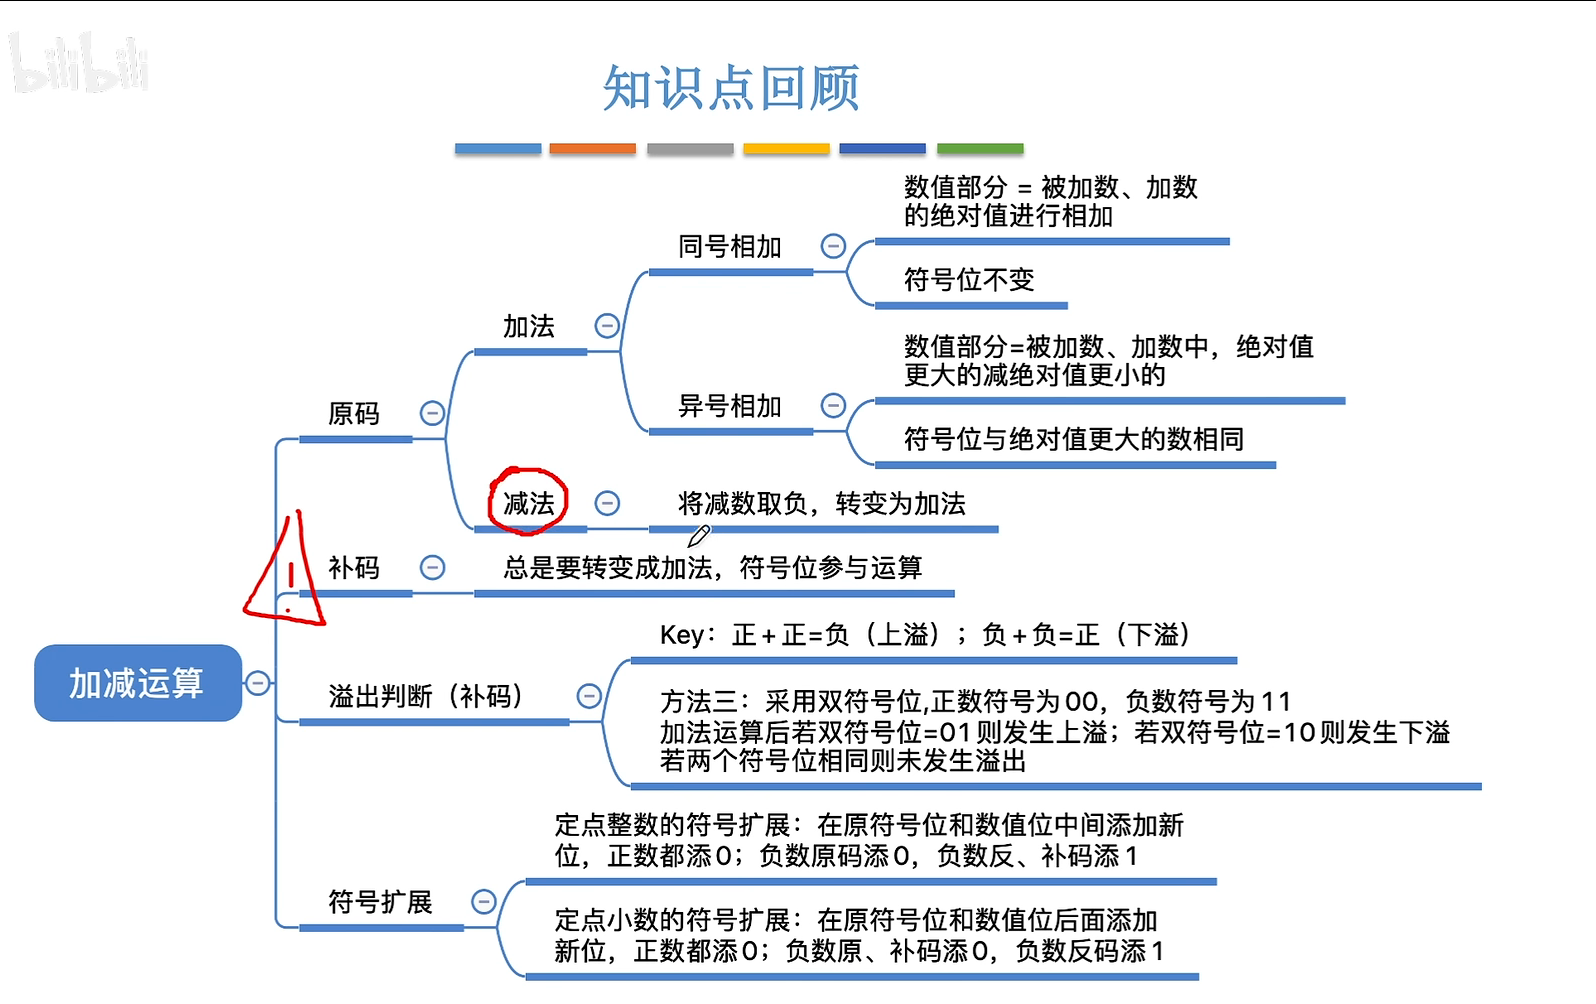 bilibili
知识点回顾
数值部分 = 被加数、加数
的绝对值进行相加
同号相加
符号位不变
加法
数值部分=被加数、加数中，绝对值
更大的减绝对值更小的
异号相加
符号位与绝对值更大的数相同
原码
减法
将减数取负，转变为加法
补码
总是要转变成加法，符号位参与运算
加减运算
Key：正+正=负（上溢）；负+负=正（下溢）
溢出判断（补码）
方法三：采用双符号位,正数符号为00，负数符号为11
加法运算后若双符号位=01则发生上溢；若双符号位=10则发生下溢
若两个符号位相同则未发生溢出
定点整数的符号扩展：在原符号位和数值位中间添加新
位，正数都添0；负数原码添0，负数反、补码添1
符号扩展
定点小数的符号扩展：在原符号位和数值位后面添加
新位，正数都添0；负数原、补码添0，负数反码添1